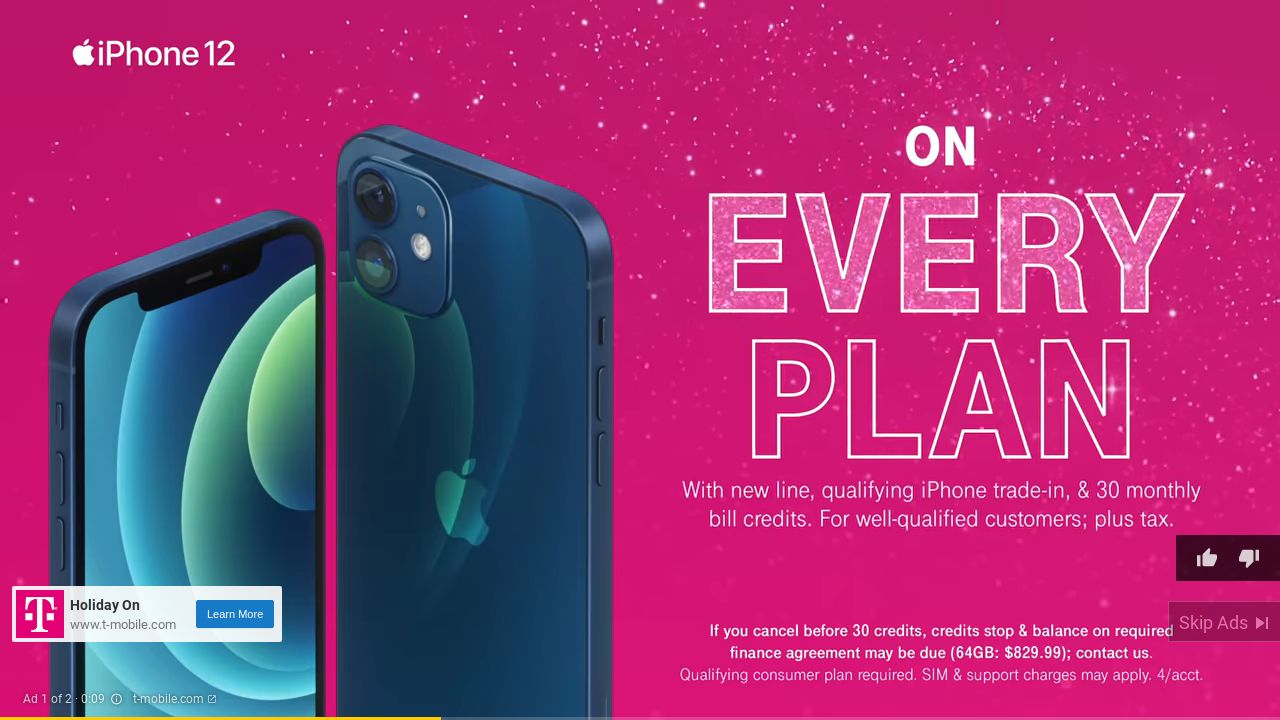 iPhone 12
ON
EVERY
PLAN
With new line, qualifying iPhone trade-in, & 30 monthly
bill credits. For well-qualified customers; plus tax.
If you cancel before 30 credits, credits stop & balance on required
finance agreement may be due (64GB: $829.99); contact us.
Qualifying consumer plan required. SIM & support charges may apply. 4/acct.
Skip Ads
T
Holiday On
www.t-mobile.com
Learn More
Ad 1 of 2 · 0:09 t-mobile.com